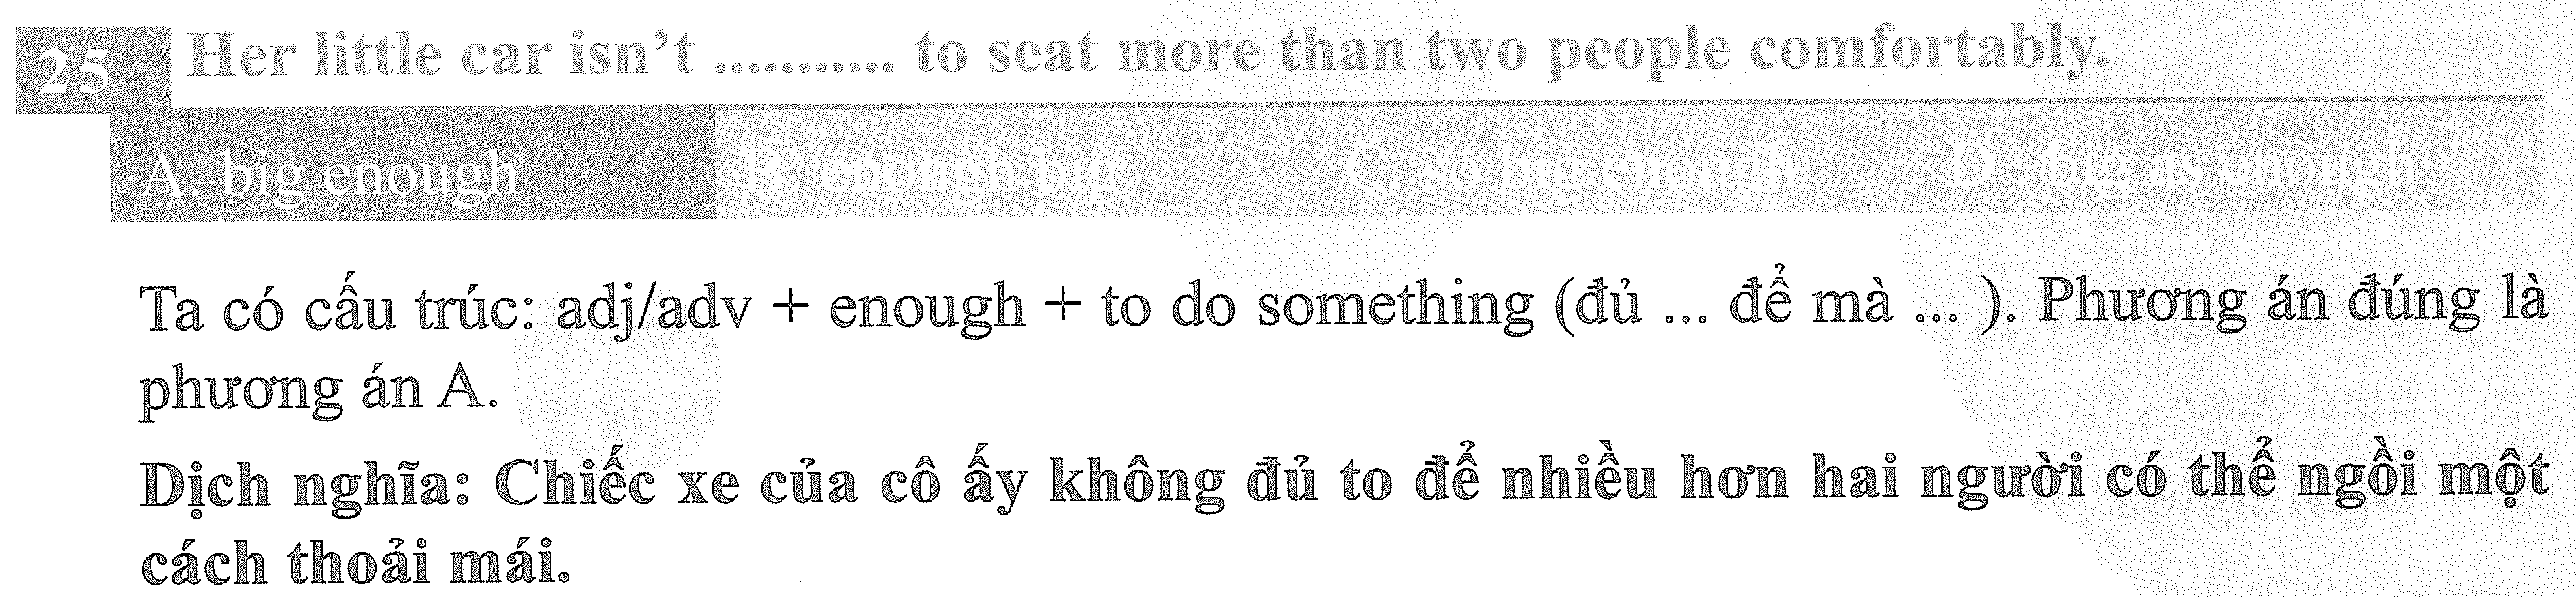 25 Her little car isn't ........... to seat more than two people comfortably.
A. big enough B. enough big C. so big enough D . big as enough
Ta có cấu trúc: adj/adv + enough + to do something (đủ ... để mà ... ). Phương án đúng là
phương án A.
Dịch nghĩa: Chiếc xe của cô ấy không đủ to để nhiều hơn hai người có thể ngồi một
cách thoải mái.